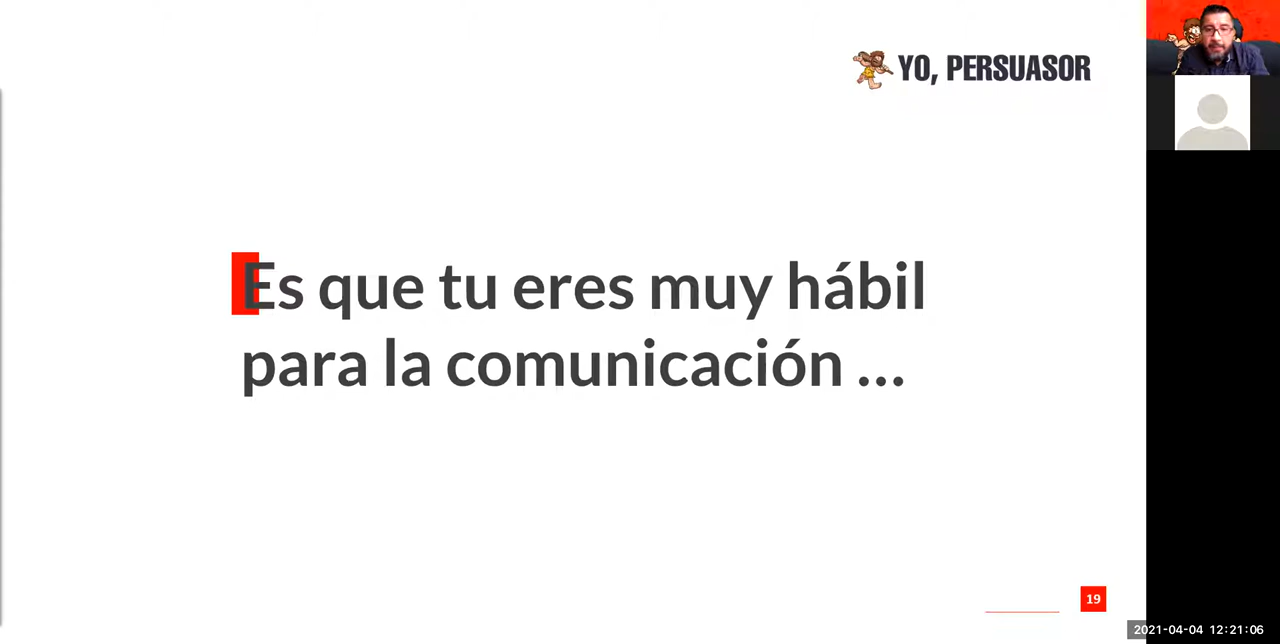 YO, PERSUASOR
Es que tu eres muy hábil
para la comunicación ...
19
2021-04-04 12:21:06